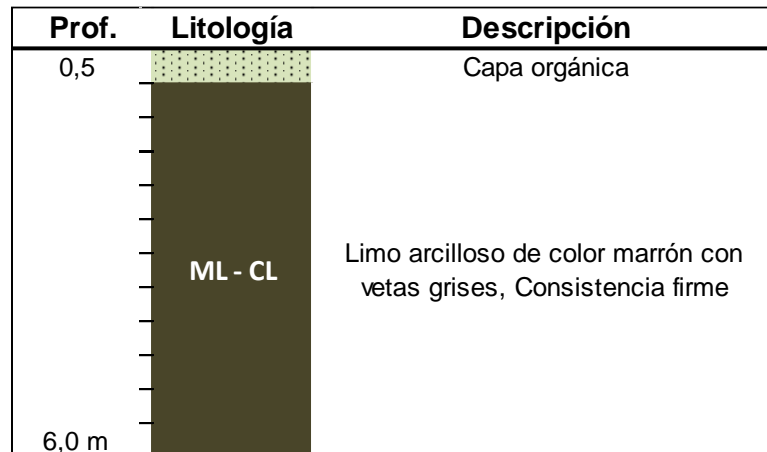 Prof. Litología Descripción
0,5 Capa orgánica
ML - CL
Limo arcilloso de color marrón con
vetas grises, Consistencia firme
6,0 m